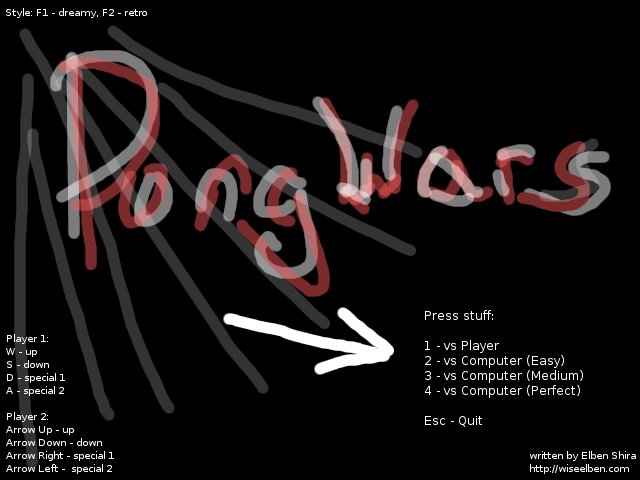 Style: F1 - dreamy, F2 - retro
Pong Wars
Press stuff:
1 - vs Player
2 - vs Computer (Easy)
3 - vs Computer (Medium)
4 - vs Computer (Perfect)
Esc - Quit
Player 1:
W - up
S - down
D - special 1
A - special 2
Player 2:
Arrow Up - up
Arrow Down - down
Arrow Right - special 1
Arrow Left -  special 2
written by Elben Shira
http://wiseelben.com